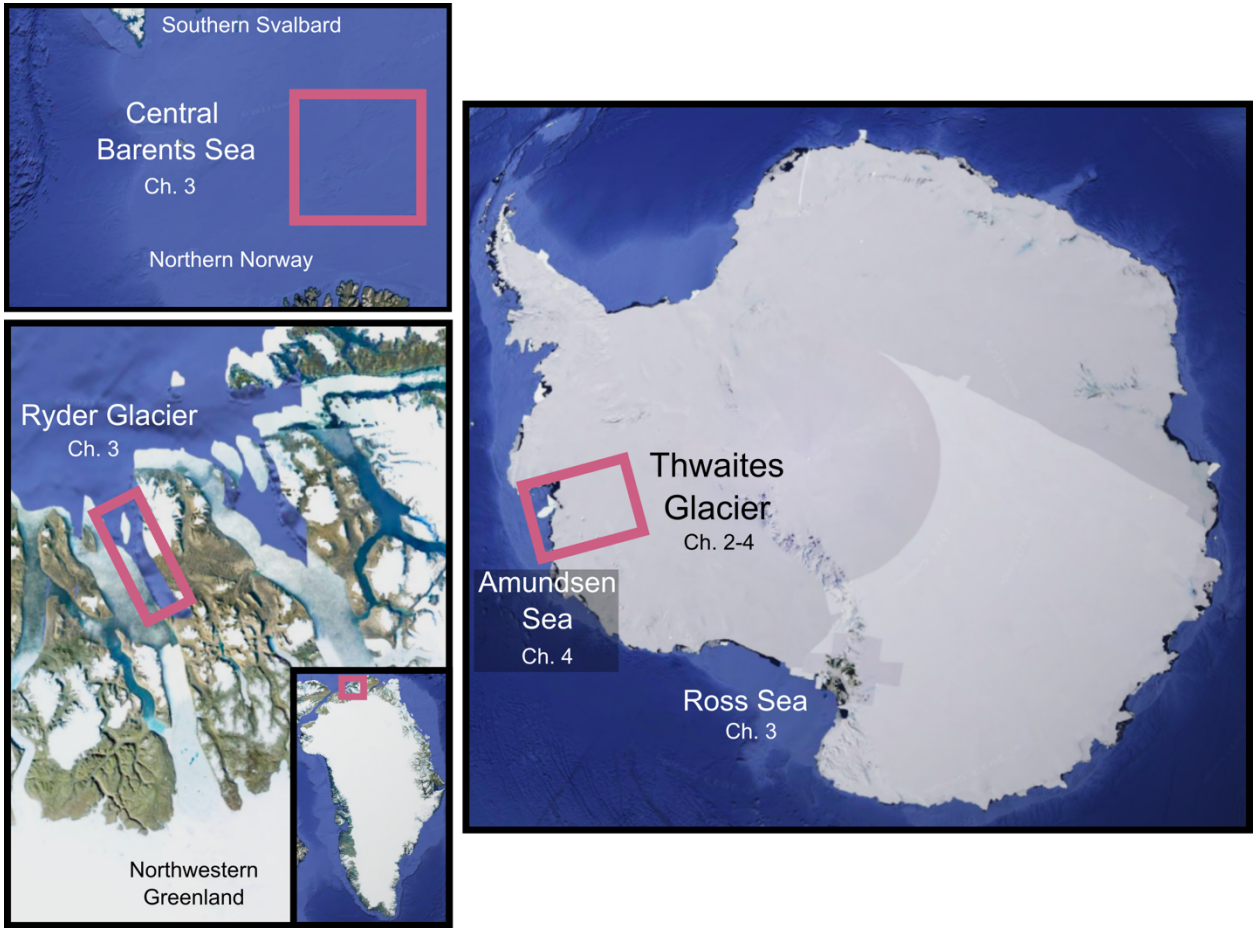 Southern Svalbard
Central
Barents Sea
Ch. 3
Northern Norway
Ryder Glacier
Ch. 3
Northwestern
Greenland
Thwaites
Glacier
Ch. 2-4
Amundsen
Sea
Ch. 4
Ross Sea
Ch. 3